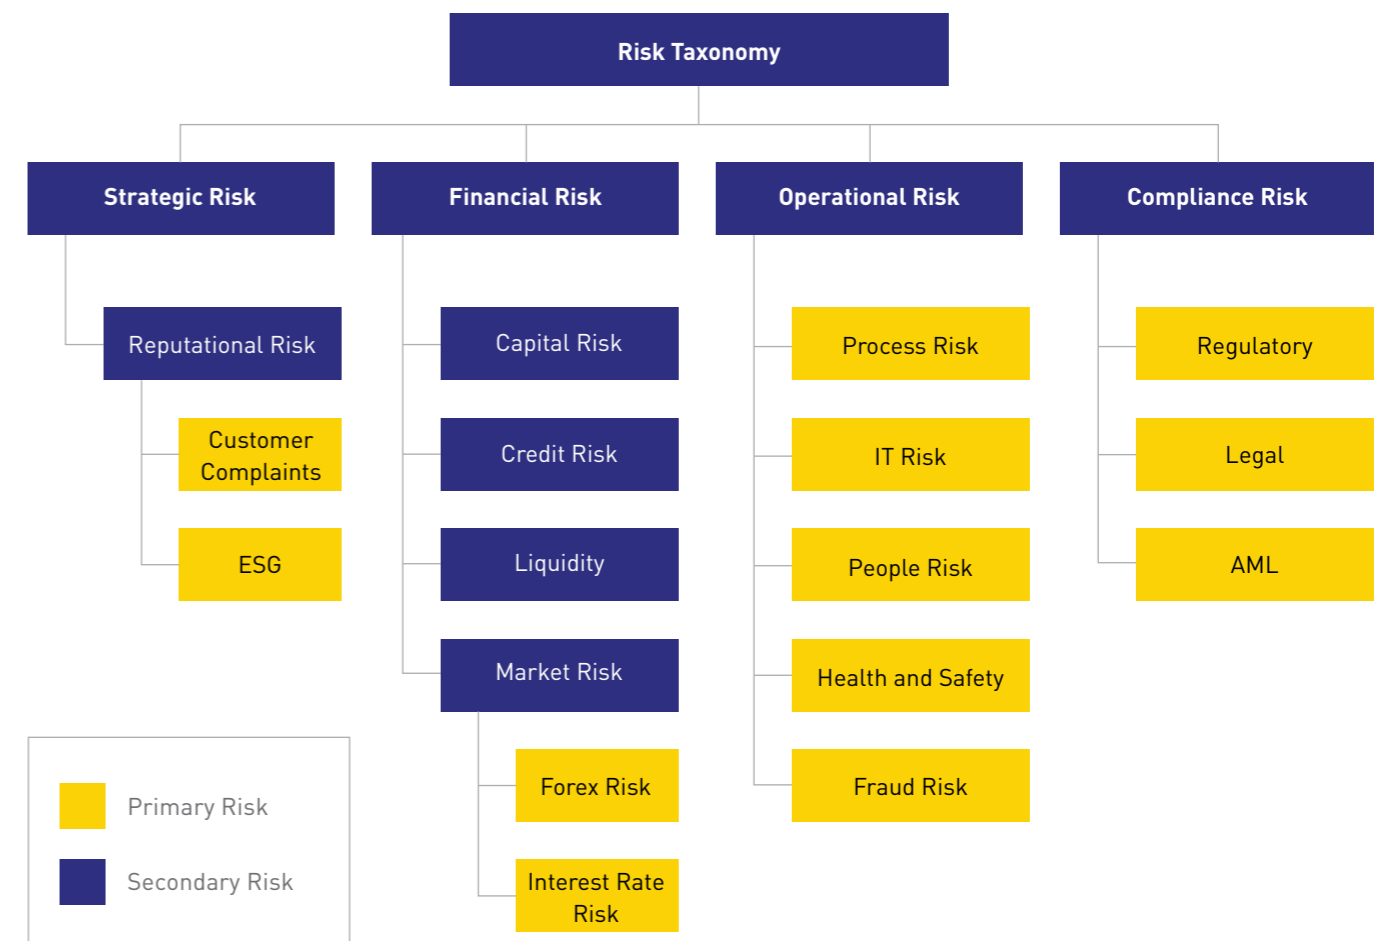 Risk Taxonomy
Strategic Risk
Financial Risk
Operational Risk
Compliance Risk
Reputational Risk
Customer
Complaints
ESG
Capital Risk
Credit Risk
Liquidity
Market Risk
Forex Risk
Interest Rate
Risk
Process Risk
IT Risk
People Risk
Health and Safety
Fraud Risk
Regulatory
Legal
AML
Primary Risk
Secondary Risk